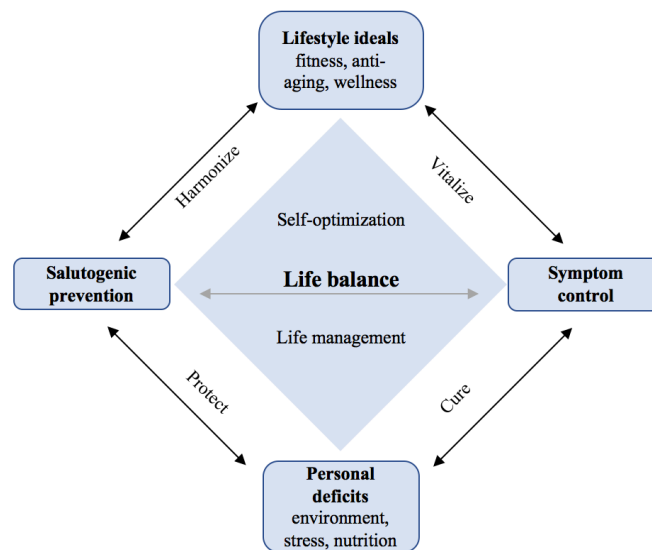 Lifestyle ideals
fitness, anti-
aging, wellness
Harmonize
Vitalize
Self-optimization
Salutogenic
prevention
Life balance
Symptom
control
Life management
Protect
Cure
Personal
deficits
environment,
stress, nutrition